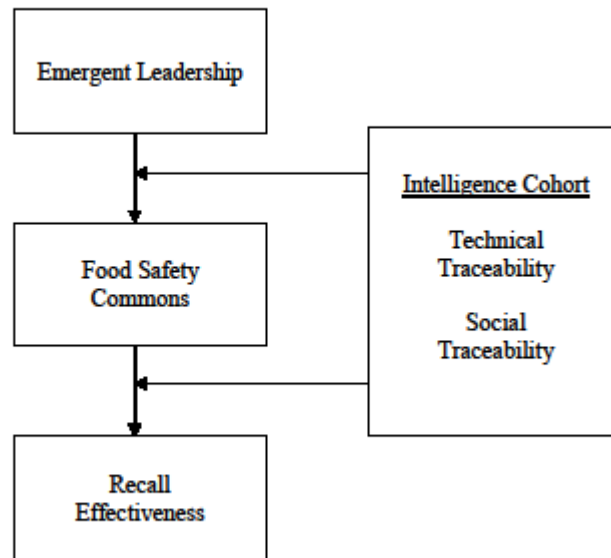 Emergent Leadership
Intelligence Cohort
Technical
Traceability
Social
Traceability
Food Safety
Commons
Recall
Effectiveness